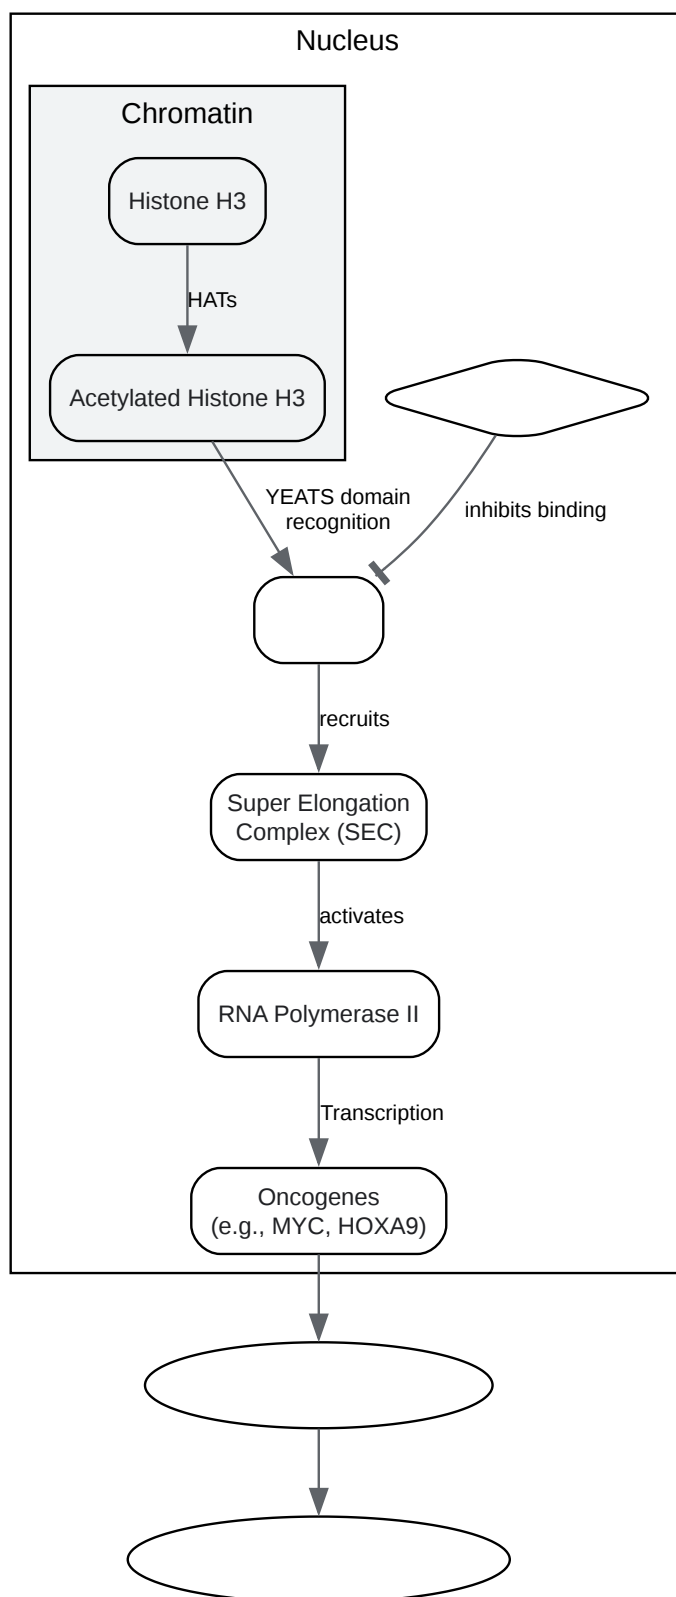 Nucleus
Chromatin
Histone H3
HATs
Acetylated Histone H3
YEATS domain
recognition
inhibits binding
recruits
Super Elongation
Complex (SEC)
activates
RNA Polymerase II
Transcription
Oncogenes
(e.g., MYC, HOXA9)